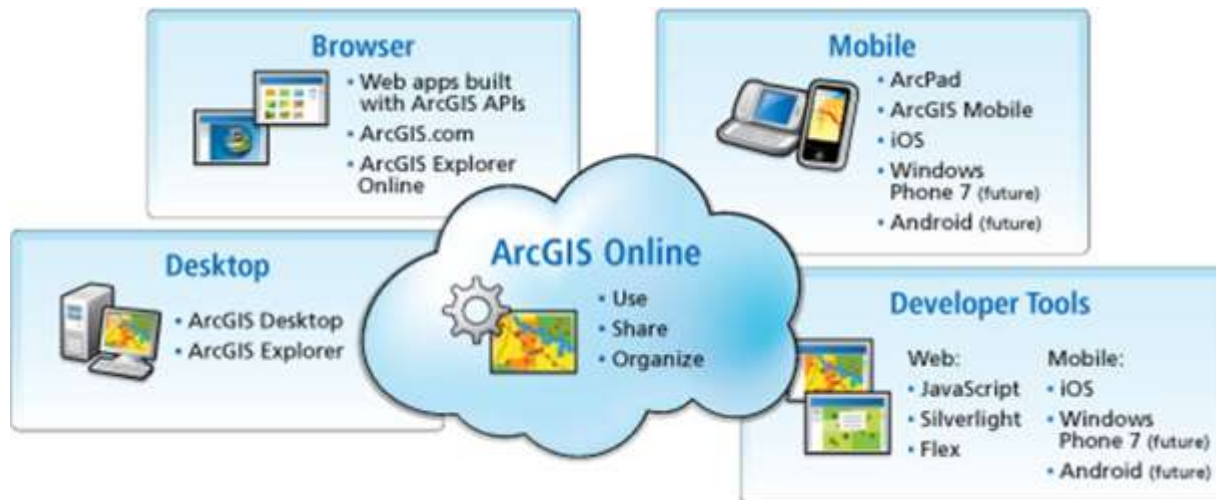 Browser
• Web apps built
with ArcGIS APIs
• ArcGIS.com
• ArcGIS Explorer
Online
Mobile
• ArcPad
• ArcGIS Mobile
• iOS
• Windows
Phone 7 (future)
• Android (future)
Desktop
• ArcGIS Desktop
• ArcGIS Explorer
ArcGIS Online
• Use
• Share
• Organize
Developer Tools
Web:
• JavaScript
• Silverlight
• Flex
Mobile:
• iOS
• Windows
Phone 7 (future)
• Android (future)